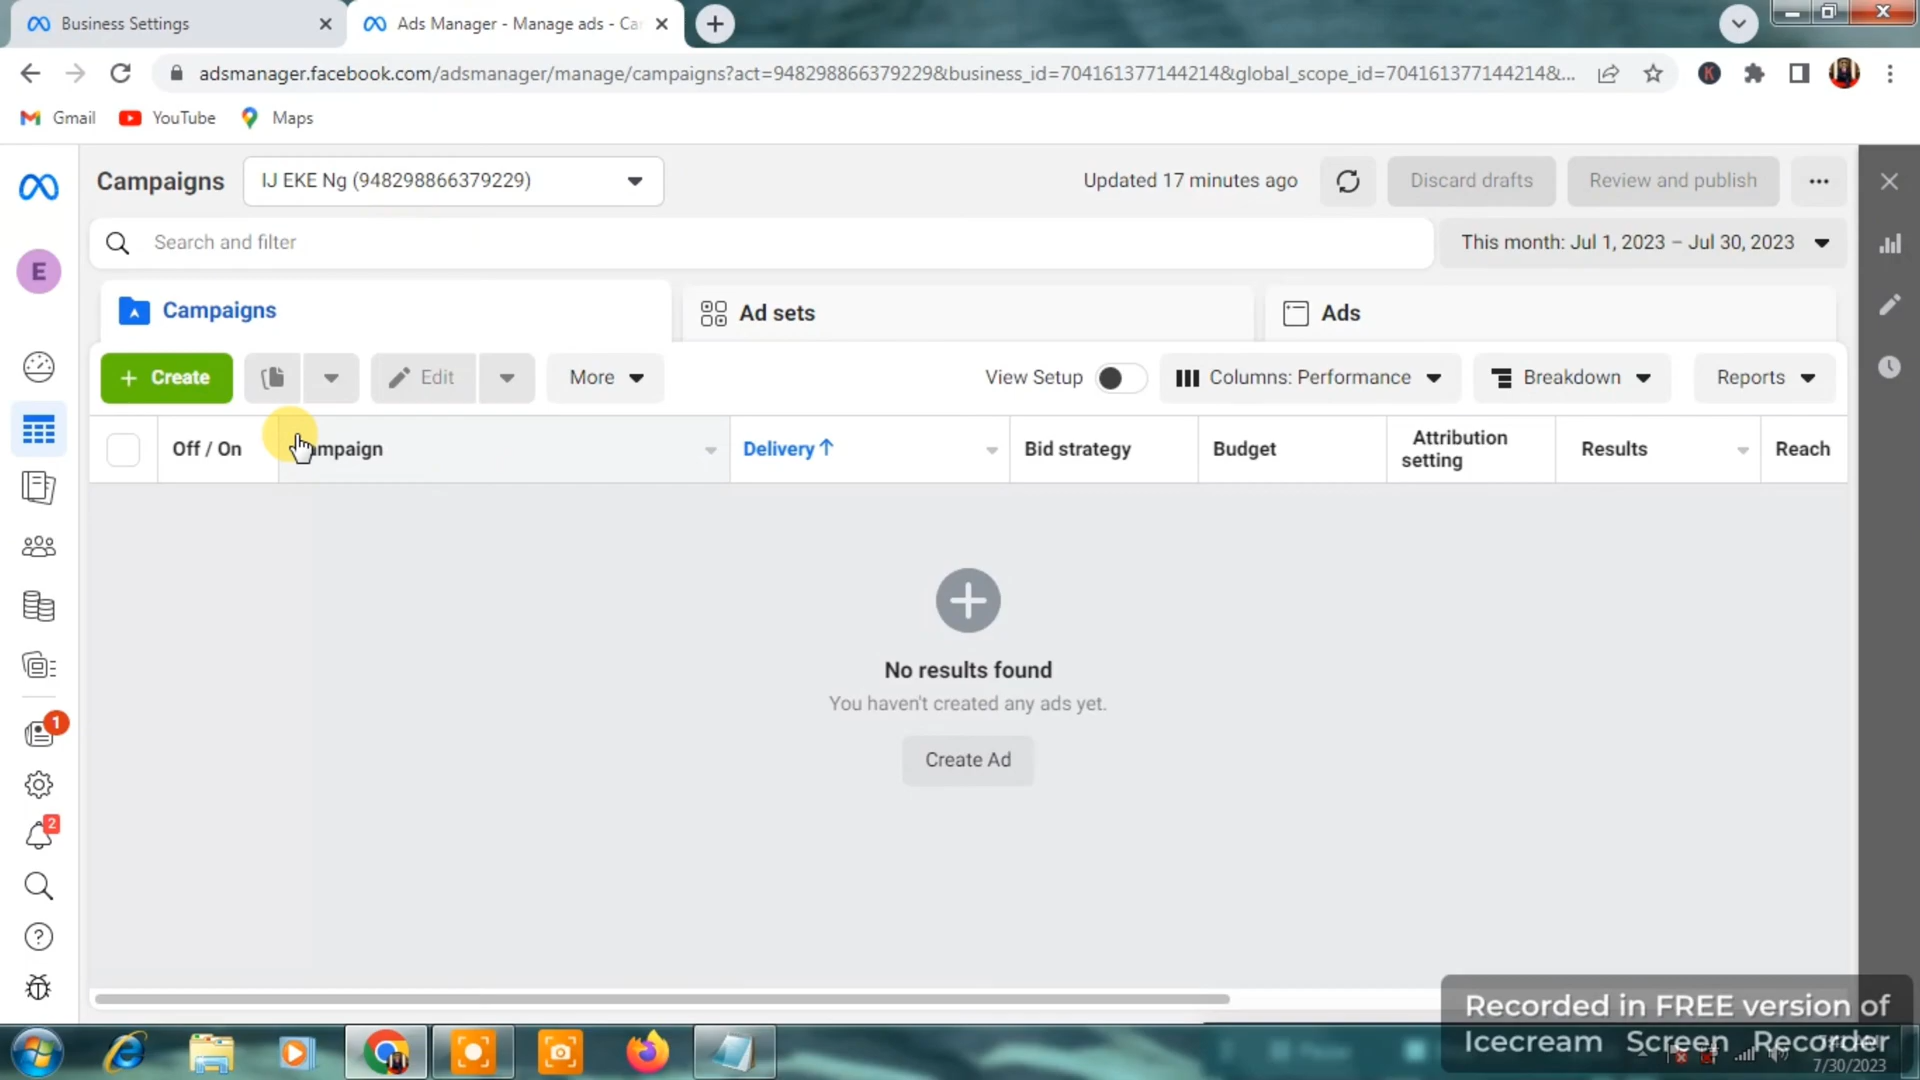 Business Settings
Ads Manager - Manage ads - Ca
adsmanager.facebook.com/adsmanager/manage/campaigns?act=948298866379229&business_id=704161377144214&global_scope_id=704161377144214&...
K
Gmail
YouTube
Maps
Campaigns
IJ EKE Ng (948298866379229)
Updated 17 minutes ago
Discard drafts
Review and publish
Search and filter
This month: Jul 1, 2023 – Jul 30, 2023
E
Campaigns
Ad sets
Ads
+ Create
Edit
More
View Setup
Columns: Performance
Breakdown
Reports
Off / On
ampaign
Delivery ↑
Bid strategy
Budget
Attribution
setting
Results
Reach
No results found
You haven't created any ads yet.
Create Ad
1
2
Recorded in FREE version of
Icecream Screen Recorder
7/30/2023